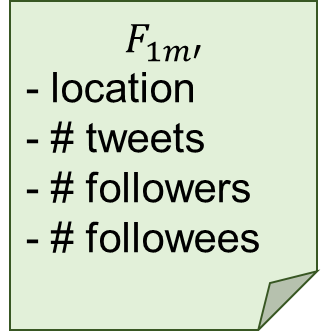 F₁ₘ′
- location
- # tweets
- # followers
- # followees